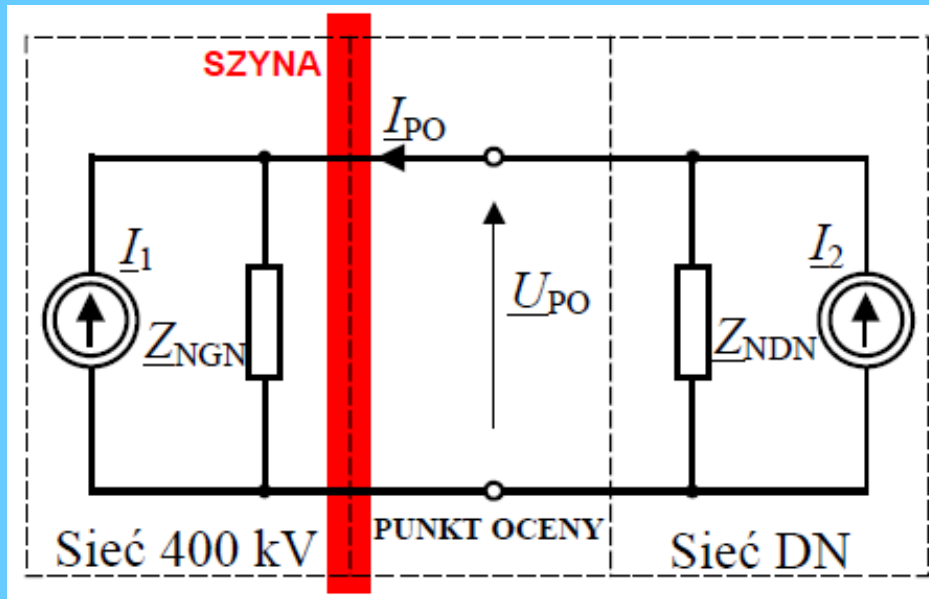 SZYNA
I_PO
I_1
Z_NGN
U_PO
I_2
Z_NDN
PUNKT OCENY
Sieć 400 kV
Sieć DN